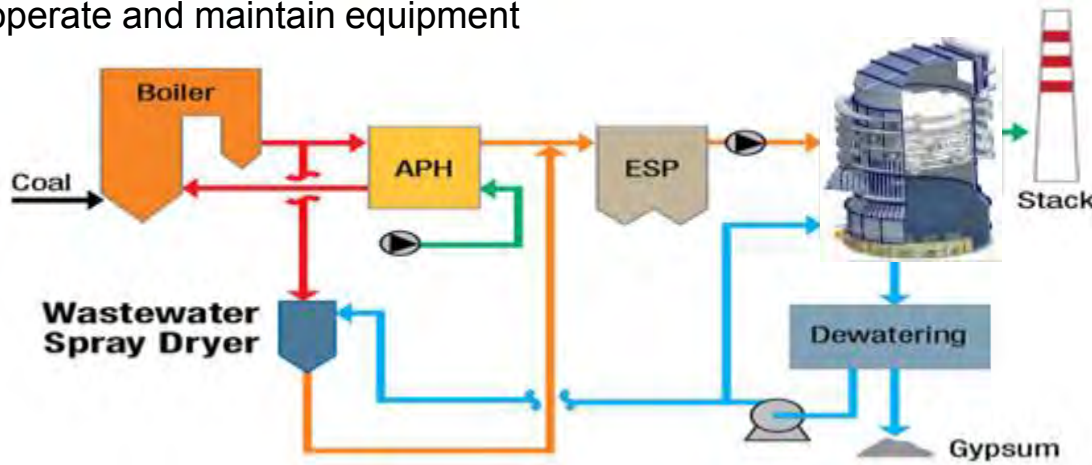 operate and maintain equipment
Boiler
Coal
APH
ESP
Stack
Wastewater
Spray Dryer
Dewatering
Gypsum